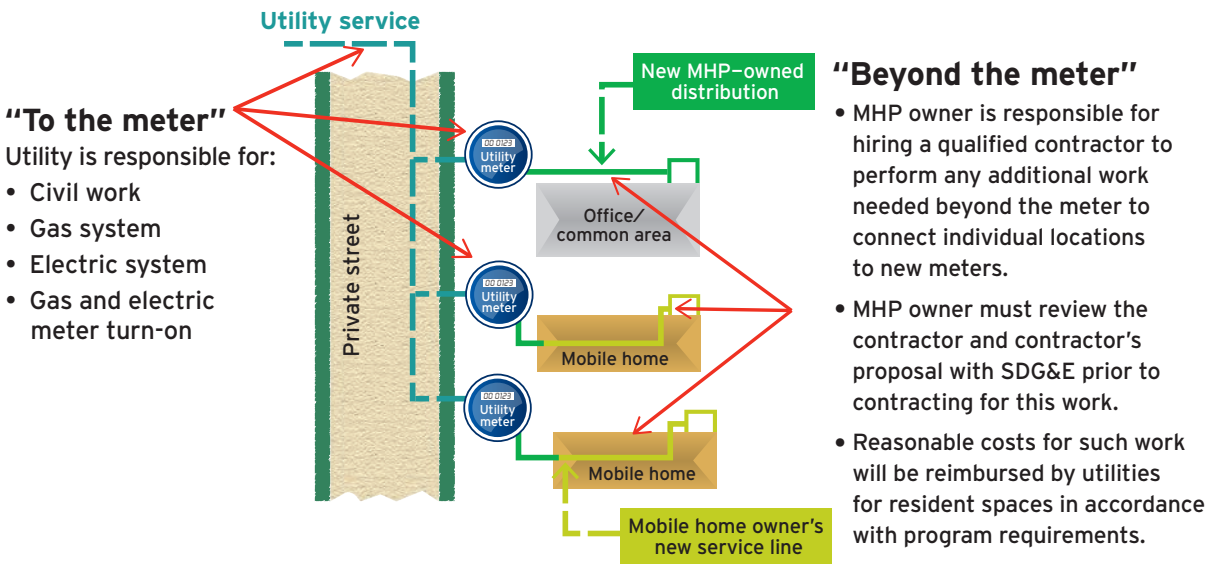 Utility service
"To the meter"
Utility is responsible for:
• Civil work
• Gas system
• Electric system
• Gas and electric
meter turn-on
Private street
00 0123
Utility
meter
00 0123
Utility
meter
00 0123
Utility
meter
New MHP-owned
distribution
Office/
common area
Mobile home
Mobile home
Mobile home owner's
new service line
"Beyond the meter"
• MHP owner is responsible for
hiring a qualified contractor to
perform any additional work
needed beyond the meter to
connect individual locations
to new meters.
• MHP owner must review the
contractor and contractor's
proposal with SDG&E prior to
contracting for this work.
• Reasonable costs for such work
will be reimbursed by utilities
for resident spaces in accordance
with program requirements.